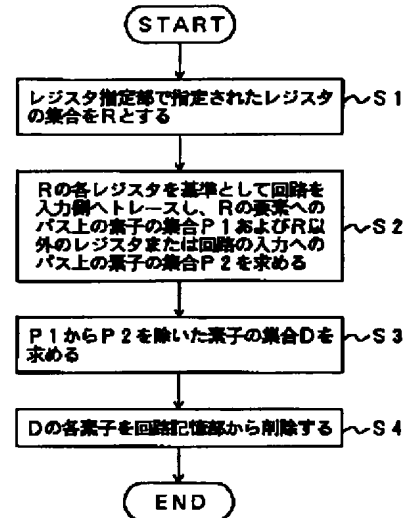 START
レジスタ指定部で指定されたレジスタ
の集合をRとする
S1
Rの各レジスタを基準として回路を
入力側へトレースし、Rの要素への
パス上の素子の集合P1およびR以
外のレジスタまたは回路の入力への
パス上の素子の集合P2を求める
S2
P1からP2を除いた素子の集合Dを
求める
S3
Dの各素子を回路記憶部から削除する
S4
END